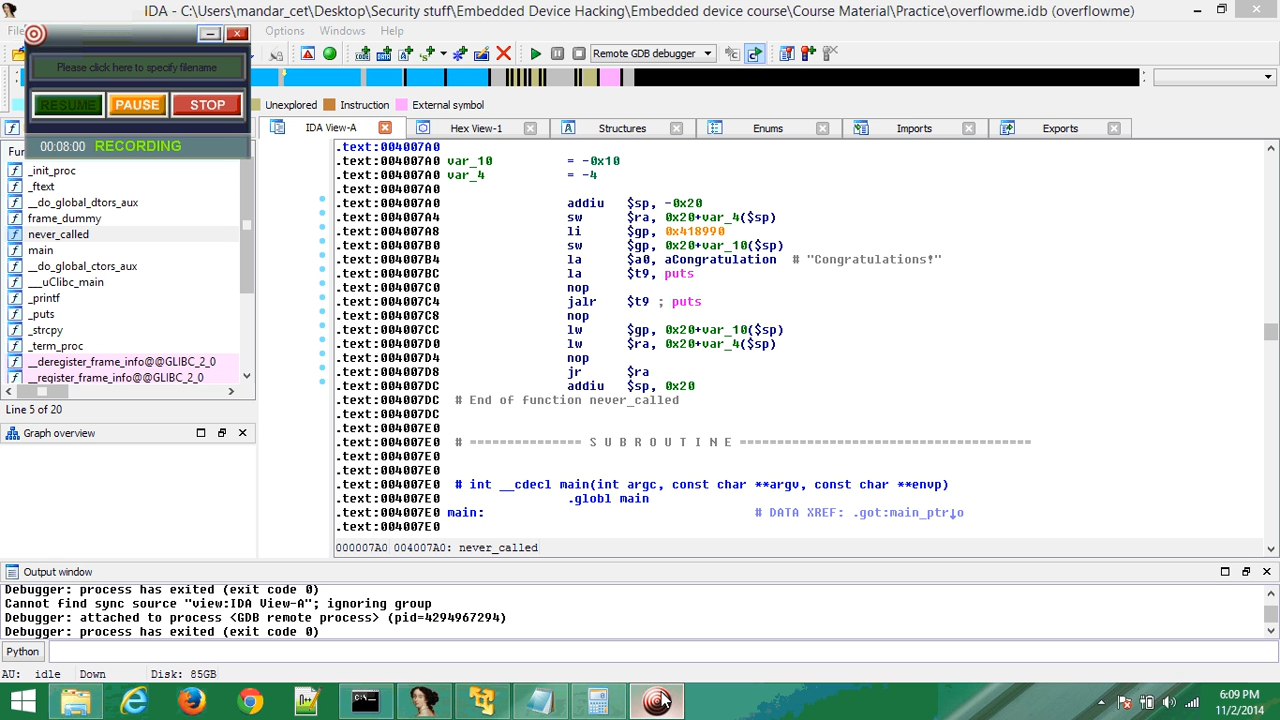 IDA - C:\Users\mandar_cet\Desktop\Security stuff\Embedded Device Hacking\Embedded device course\Course Material\Practice\overflowme.idb (overflowme)
Options Windows Help
Please click here to specify filename
RESUME PAUSE STOP
00:08:00 RECORDING
Remote GDB debugger
Unexplored Instruction External symbol
IDA View-A Hex View-1 Structures Enums Imports Exports
_init_proc
_ftext
__do_global_dtors_aux
frame_dummy
never_called
main
__do_global_ctors_aux
___uClibc_main
_printf
_puts
_strcpy
_term_proc
__deregister_frame_info@@GLIBC_2_0
__register_frame_info@@GLIBC_2_0
Line 5 of 20
Graph overview
.text:004007A0
.text:004007A0 var_10 = -0x10
.text:004007A0 var_4 = -4
.text:004007A0
.text:004007A0 addiu $sp, -0x20
.text:004007A4 sw $ra, 0x20+var_4($sp)
.text:004007A8 li $gp, 0x418990
.text:004007B0 sw $gp, 0x20+var_10($sp)
.text:004007B4 la $a0, aCongratulation # "Congratulations!"
.text:004007BC la $t9, puts
.text:004007C0 nop
.text:004007C4 jalr $t9 ; puts
.text:004007C8 nop
.text:004007CC lw $gp, 0x20+var_10($sp)
.text:004007D0 lw $ra, 0x20+var_4($sp)
.text:004007D4 nop
.text:004007D8 jr $ra
.text:004007DC addiu $sp, 0x20
.text:004007DC # End of function never_called
.text:004007DC
.text:004007E0
.text:004007E0 # =============== S U B R O U T I N E =======================================
.text:004007E0
.text:004007E0
.text:004007E0 # int __cdecl main(int argc, const char **argv, const char **envp)
.text:004007E0 .globl main
.text:004007E0 main: # DATA XREF: .got:main_ptr↓o
.text:004007E0
000007A0 004007A0: never_called
Output window
Debugger: process has exited (exit code 0)
Cannot find sync source "view:IDA View-A"; ignoring group
Debugger: attached to process <GDB remote process> (pid=4294967294)
Debugger: process has exited (exit code 0)
Python
AU: idle Down Disk: 85GB
6:09 PM
11/2/2014